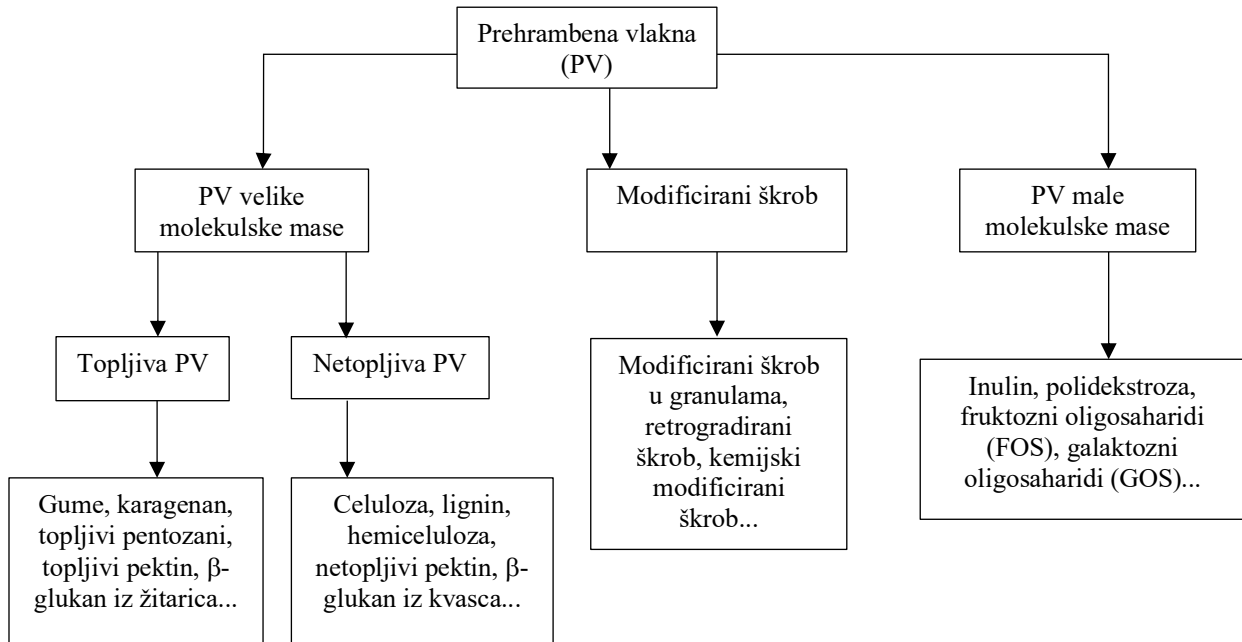 Prehrambena vlakna
(PV)
PV velike
molekulske mase
Modificirani škrob
PV male
molekulske mase
Topljiva PV
Netopljiva PV
Modificirani škrob
u granulama,
retrogradirani
škrob, kemijski
modificirani
škrob...
Inulin, polidekstroza,
fruktozni oligosaharidi
(FOS), galaktozni
oligosaharidi (GOS)...
Gume, karagenan,
topljivi pentozani,
topljivi pektin, β-
glukan iz žitarica...
Celuloza, lignin,
hemiceluloza,
netopljivi pektin, β-
glukan iz kvasca...